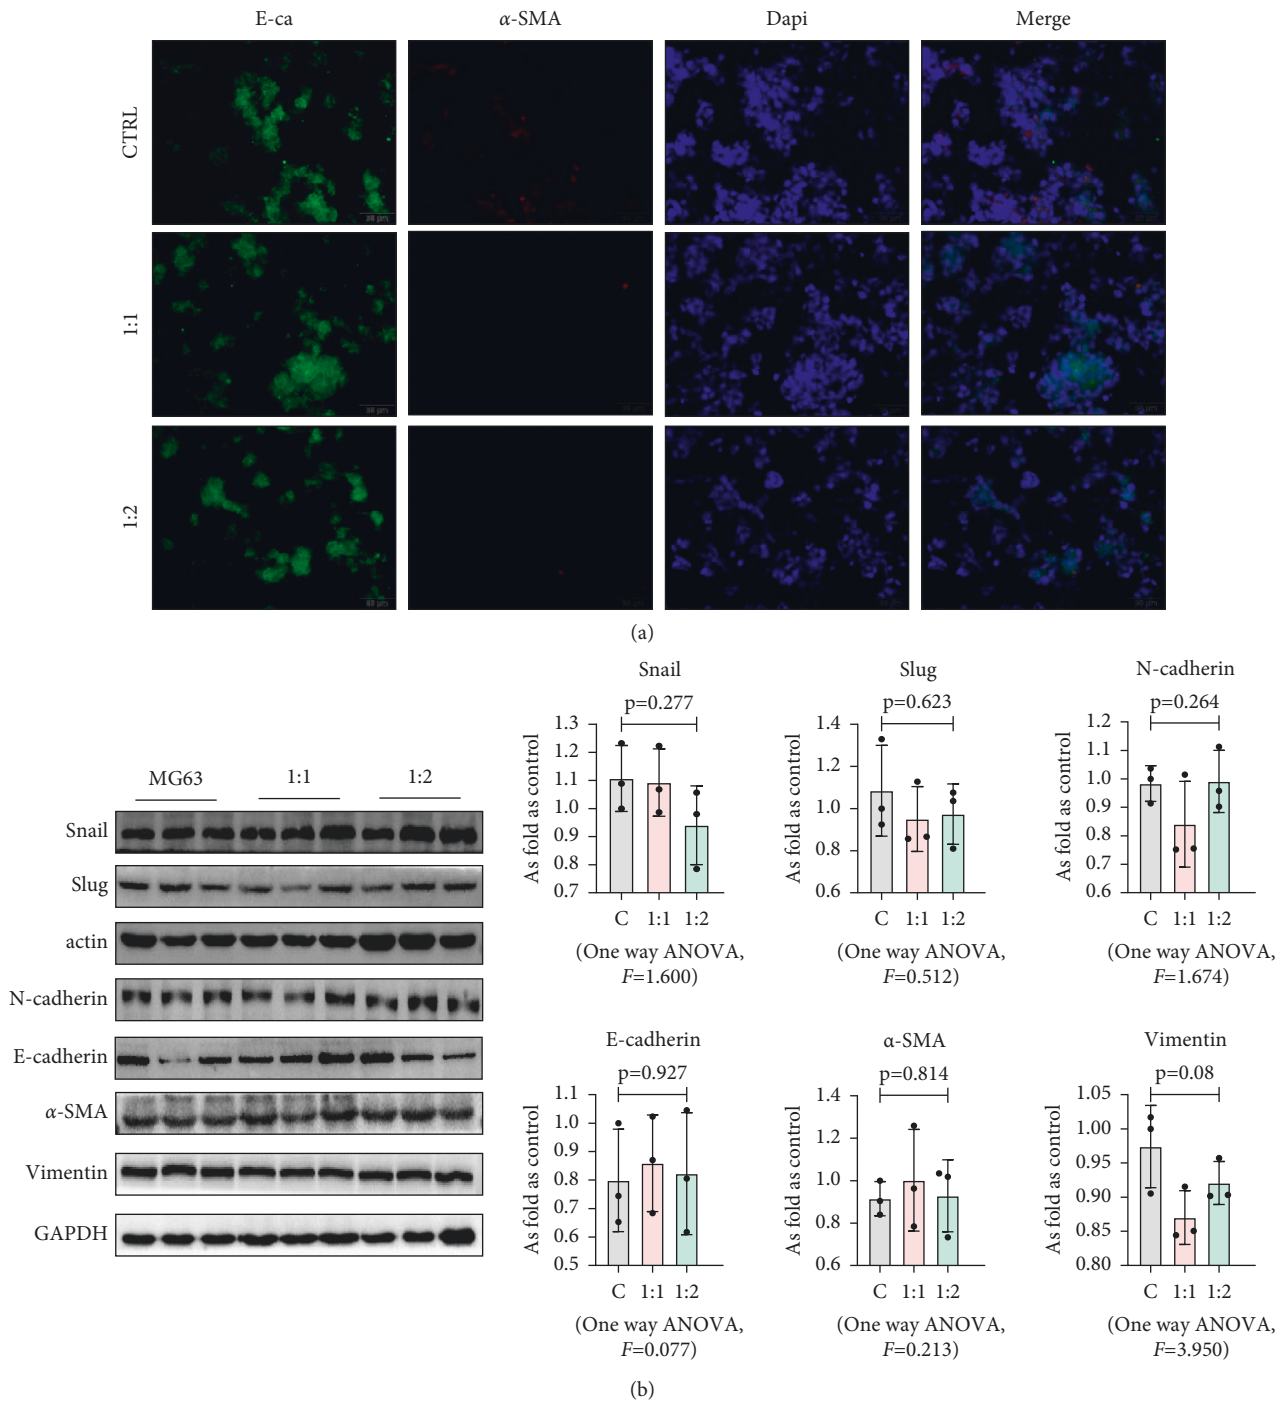 E-ca
α-SMA
Dapi
Merge
CTRL
1:1
1:2
(a)
MG63
1:1
1:2
Snail
Slug
actin
N-cadherin
E-cadherin
α-SMA
Vimentin
GAPDH
Snail
p=0.277
As fold as control
1.3
1.2
1.1
1.0
0.9
0.8
0.7
C 1:1 1:2
(One way ANOVA,
F=1.600)
Slug
p=0.623
As fold as control
1.4
1.2
1.0
0.8
0.6
C 1:1 1:2
(One way ANOVA,
F=0.512)
N-cadherin
p=0.264
As fold as control
1.2
1.1
1.0
0.9
0.8
0.7
0.6
C 1:1 1:2
(One way ANOVA,
F=1.674)
E-cadherin
p=0.927
As fold as control
1.1
1.0
0.9
0.8
0.7
0.6
0.5
C 1:1 1:2
(One way ANOVA,
F=0.077)
α-SMA
p=0.814
As fold as control
1.4
1.2
1.0
0.8
0.6
C 1:1 1:2
(One way ANOVA,
F=0.213)
Vimentin
p=0.08
As fold as control
1.05
1.00
0.95
0.90
0.85
0.80
C 1:1 1:2
(One way ANOVA,
F=3.950)
(b)